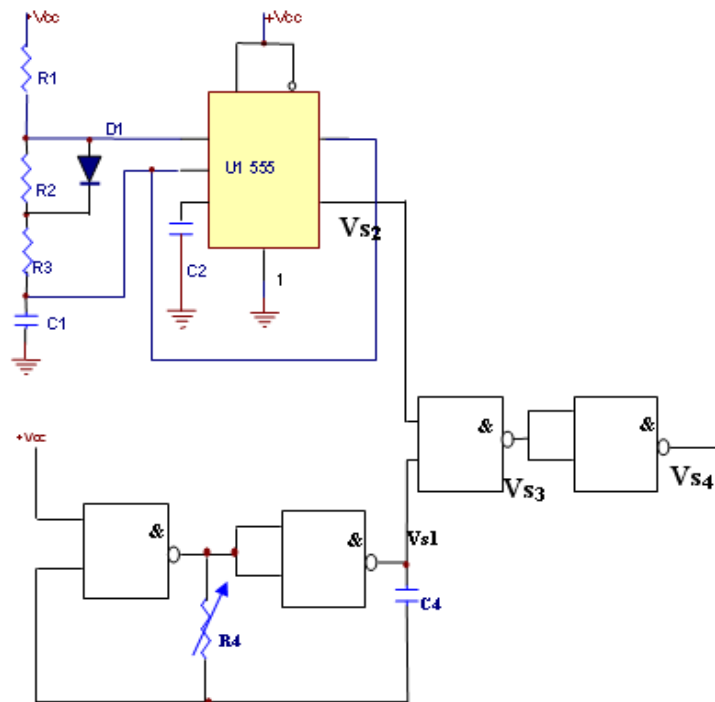 +Vcc
+Vcc
R1
D1
U1 555
R2
Vs2
R3
C2
1
C1
+Vcc
&
&
Vs3
Vs4
&
&
Vs1
C4
R4